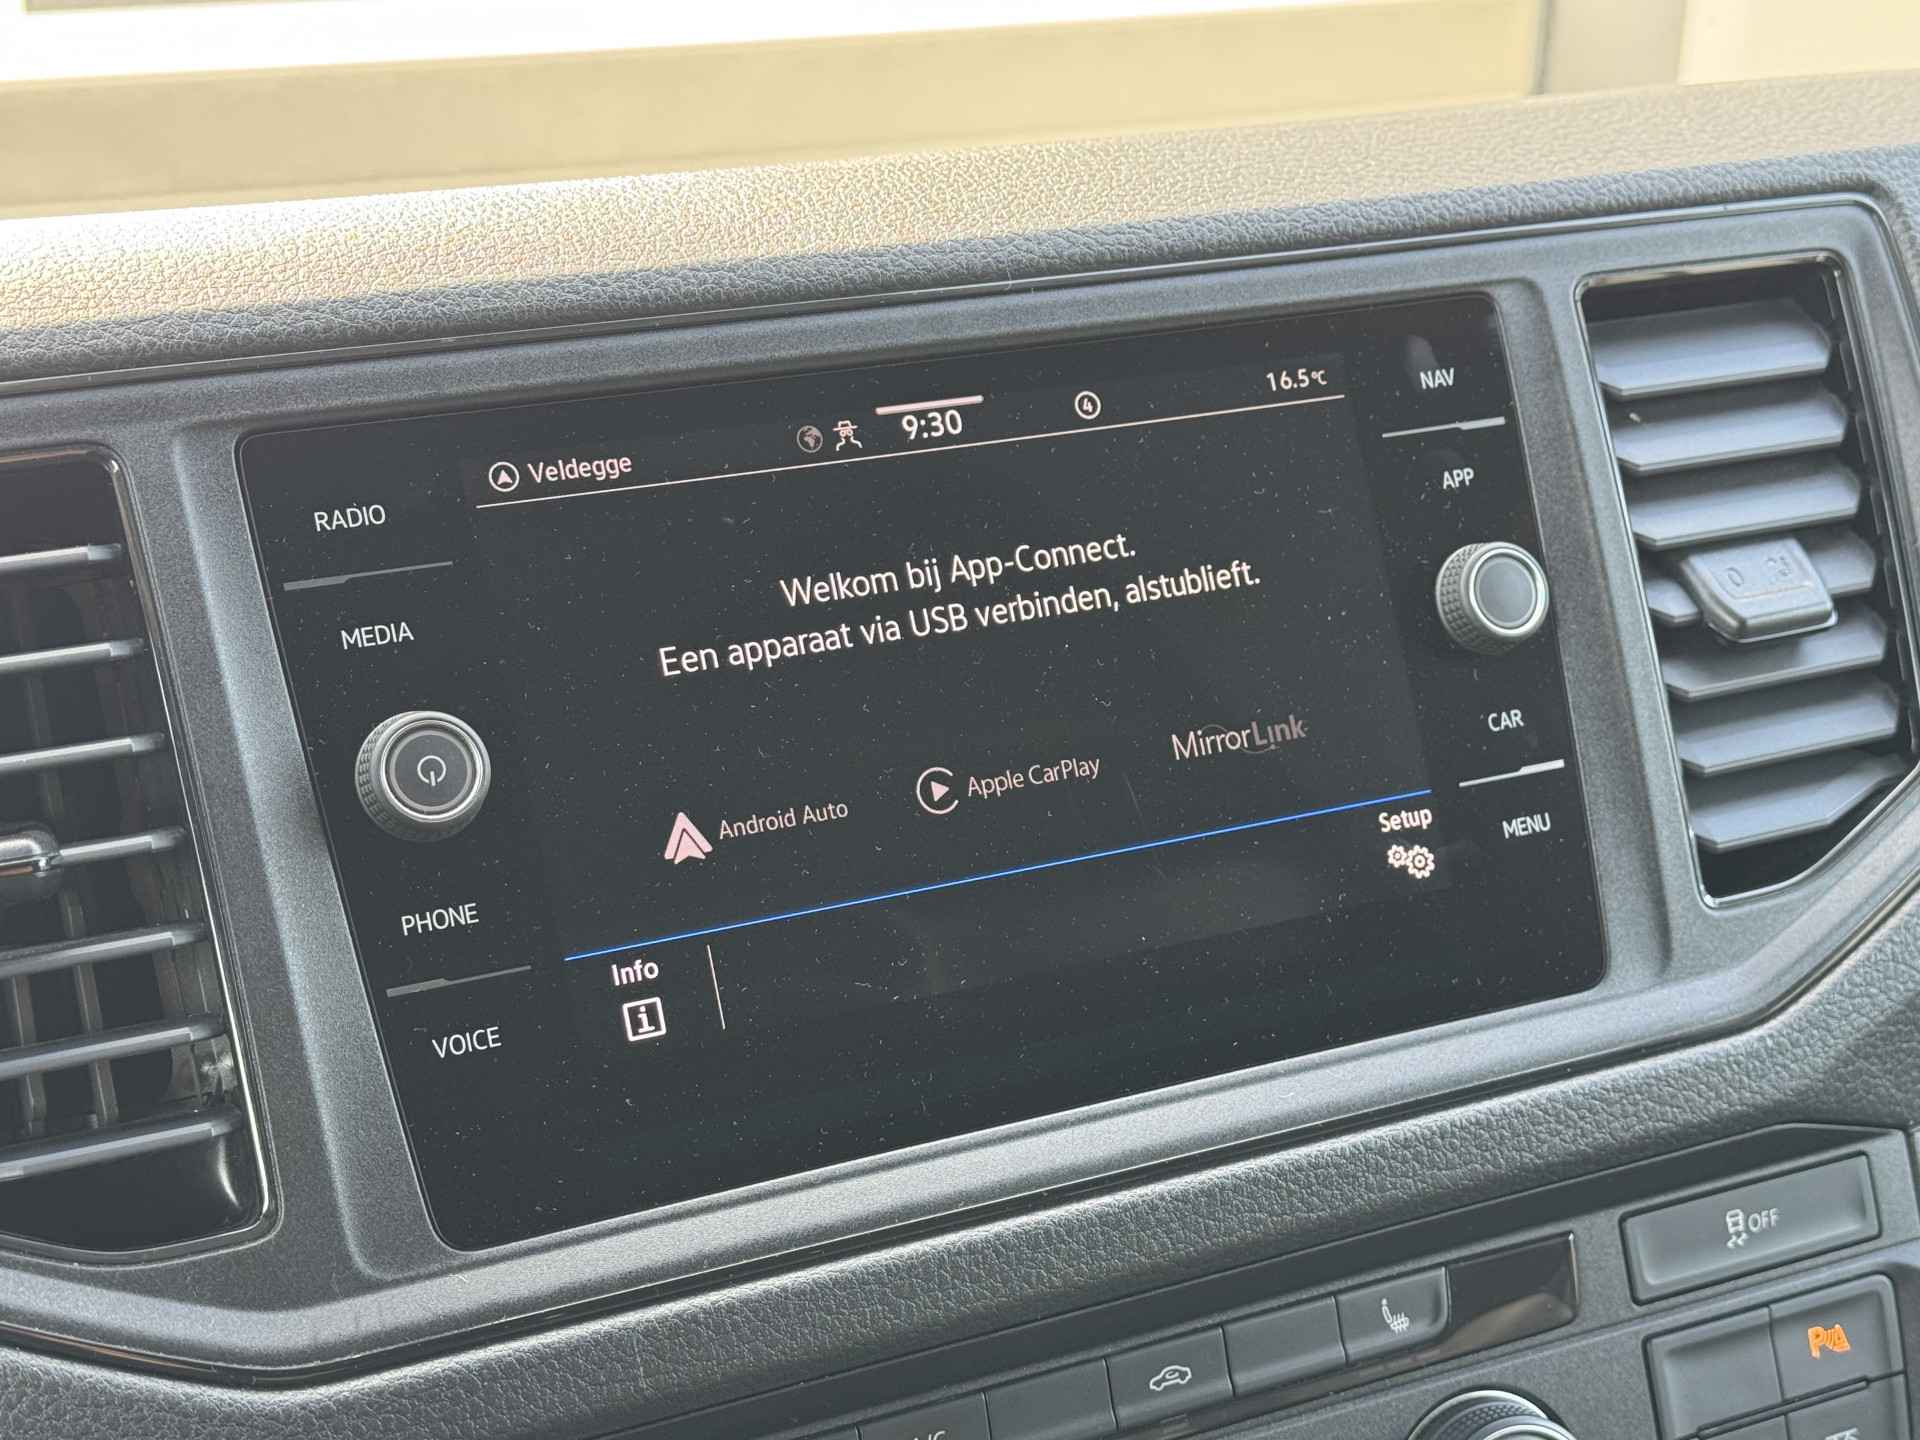 Veldegge
9:30
4
16.5°C
NAV
RADIO
APP
Welkom bij App-Connect.
Een apparaat via USB verbinden, alstublieft.
MEDIA
CAR
MirrorLink
Android Auto
Apple CarPlay
Setup
MENU
PHONE
Info
i
VOICE
OFF